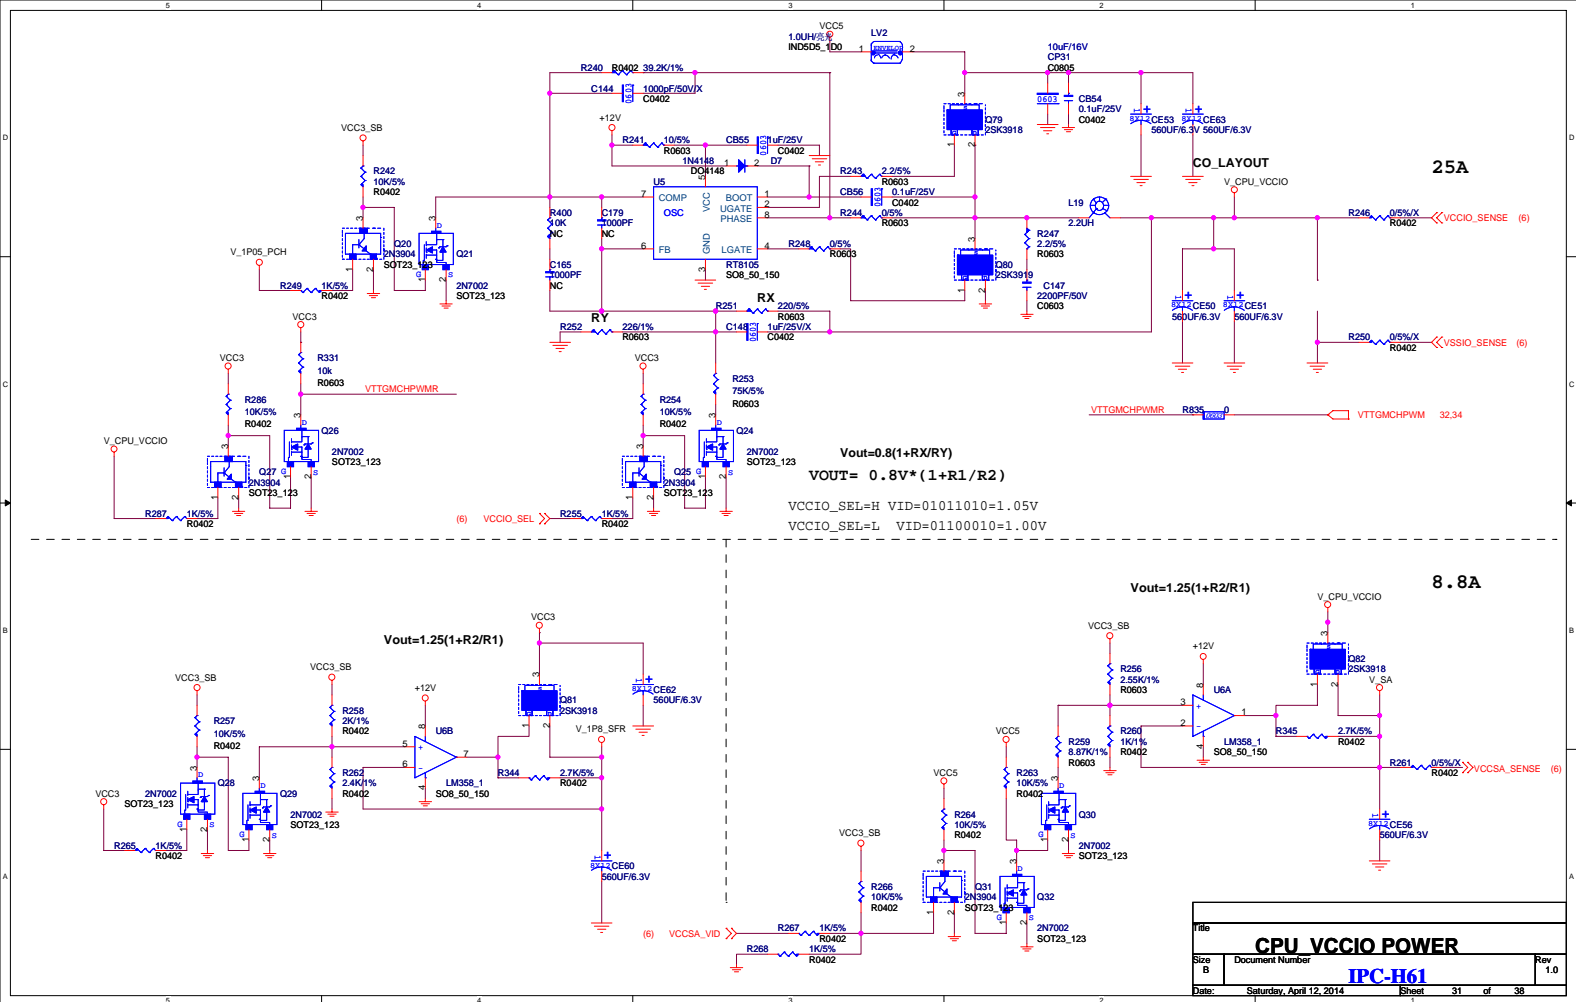 5 4 3 2 1
VCC5
1.0UH/亮光
IND5D5_1D0
LV2
1 ENVELOP 2
10uF/16V
CP31
C0805
R240 R0402 39.2K/1%
C144 1000pF/50V/X
C0402
0603
CB54
0.1uF/25V
C0402
CE53
560UF/6.3V
CE63
560UF/6.3V
Q79
2SK3918
+12V
R241 10/5%
R0603
CB55 1uF/25V
C0402
1N4148 1 2 D7
DO4148
VCC3_SB
R242
10K/5%
R0402
CO_LAYOUT
V_CPU_VCCIO
25A
R243 2.2/5%
R0603
CB56 0.1uF/25V
C0402
R244 0/5%
R0603
U5
COMP
OSC
VCC
BOOT
UGATE
PHASE
FB
GND
LGATE
RT8105
SO8_50_150
L19
2.2UH
R246 0/5%/X
R0402
VCCIO_SENSE (6)
R400
10K
NC
C179
1000PF
NC
R247
2.2/5%
R0603
R248 0/5%
R0603
Q20
2N3904
SOT23_123
Q21
2N7002
SOT23_123
V_1P05_PCH
R249 1K/5%
R0402
C165
1000PF
NC
Q80
2SK3919
C147
2200PF/50V
C0603
CE50
560UF/6.3V
CE51
560UF/6.3V
R251 RX 220/5%
R0603
RY
R252 226/1%
R0603
C148 1uF/25V/X
C0402
R250 0/5%/X
R0402
VSSIO_SENSE (6)
VCC3
R331
10k
R0603
VTTGMCHPWMR
VCC3
R286
10K/5%
R0402
VCC3
R254
10K/5%
R0402
R253
75K/5%
R0603
VTTGMCHPWMR R835 0
VTTGMCHPWM 32,34
V_CPU_VCCIO
Q26
2N7002
SOT23_123
Q27
2N3904
SOT23_123
R287 1K/5%
R0402
Q24
2N7002
SOT23_123
Q25
2N3904
SOT23_123
(6) VCCIO_SEL
R255 1K/5%
R0402
Vout=0.8(1+RX/RY)
VOUT= 0.8V*(1+R1/R2)
VCCIO_SEL=H VID=01011010=1.05V
VCCIO_SEL=L VID=01100010=1.00V
Vout=1.25(1+R2/R1)
8.8A
Vout=1.25(1+R2/R1)
VCC3
VCC3_SB
R257
10K/5%
R0402
VCC3_SB
R258
2K/1%
R0402
+12V
U6B
LM358_1
SO8_50_150
Q81
2SK3918
CE62
560UF/6.3V
V_1P8_SFR
R344 2.7K/5%
R0402
R262
2.4K/1%
R0402
Q28
2N7002
SOT23_123
Q29
2N7002
SOT23_123
VCC3
R265 1K/5%
R0402
CE60
560UF/6.3V
VCC3_SB
R256
2.55K/1%
R0603
+12V
U6A
LM358_1
SO8_50_150
V_CPU_VCCIO
Q82
2SK3918
V_SA
R345 2.7K/5%
R0402
R260
1K/1%
R0402
R259
8.87K/1%
R0603
VCC5
R263
10K/5%
R0402
VCC5
R264
10K/5%
R0402
Q30
2N7002
SOT23_123
R261 0/5%/X
R0402
VCCSA_SENSE (6)
CE56
560UF/6.3V
VCC3_SB
R266
10K/5%
R0402
Q31
2N3904
SOT23_123
Q32
2N7002
SOT23_123
(6) VCCSA_VID
R267 1K/5%
R0402
R268 1K/5%
R0402
Title
CPU_VCCIO POWER
Size Document Number Rev
B IPC-H61 1.0
Date: Saturday, April 12, 2014 Sheet 31 of 38
5 4 3 2 1